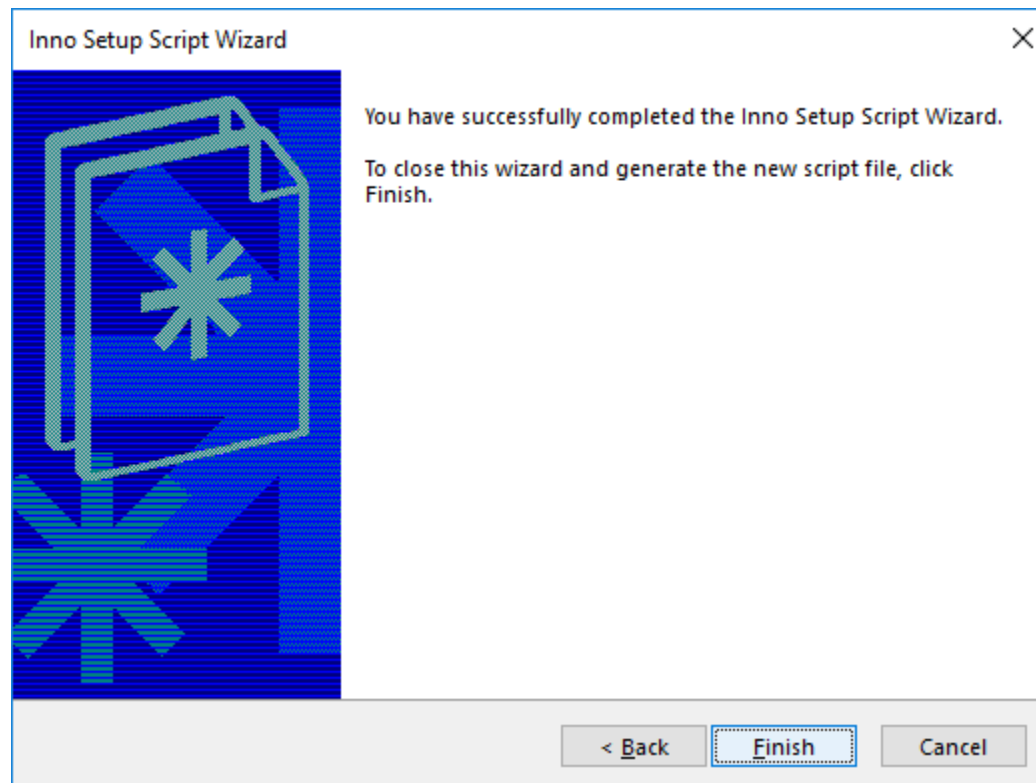 Inno Setup Script Wizard
You have successfully completed the Inno Setup Script Wizard.
To close this wizard and generate the new script file, click
Finish.
< Back
Finish
Cancel